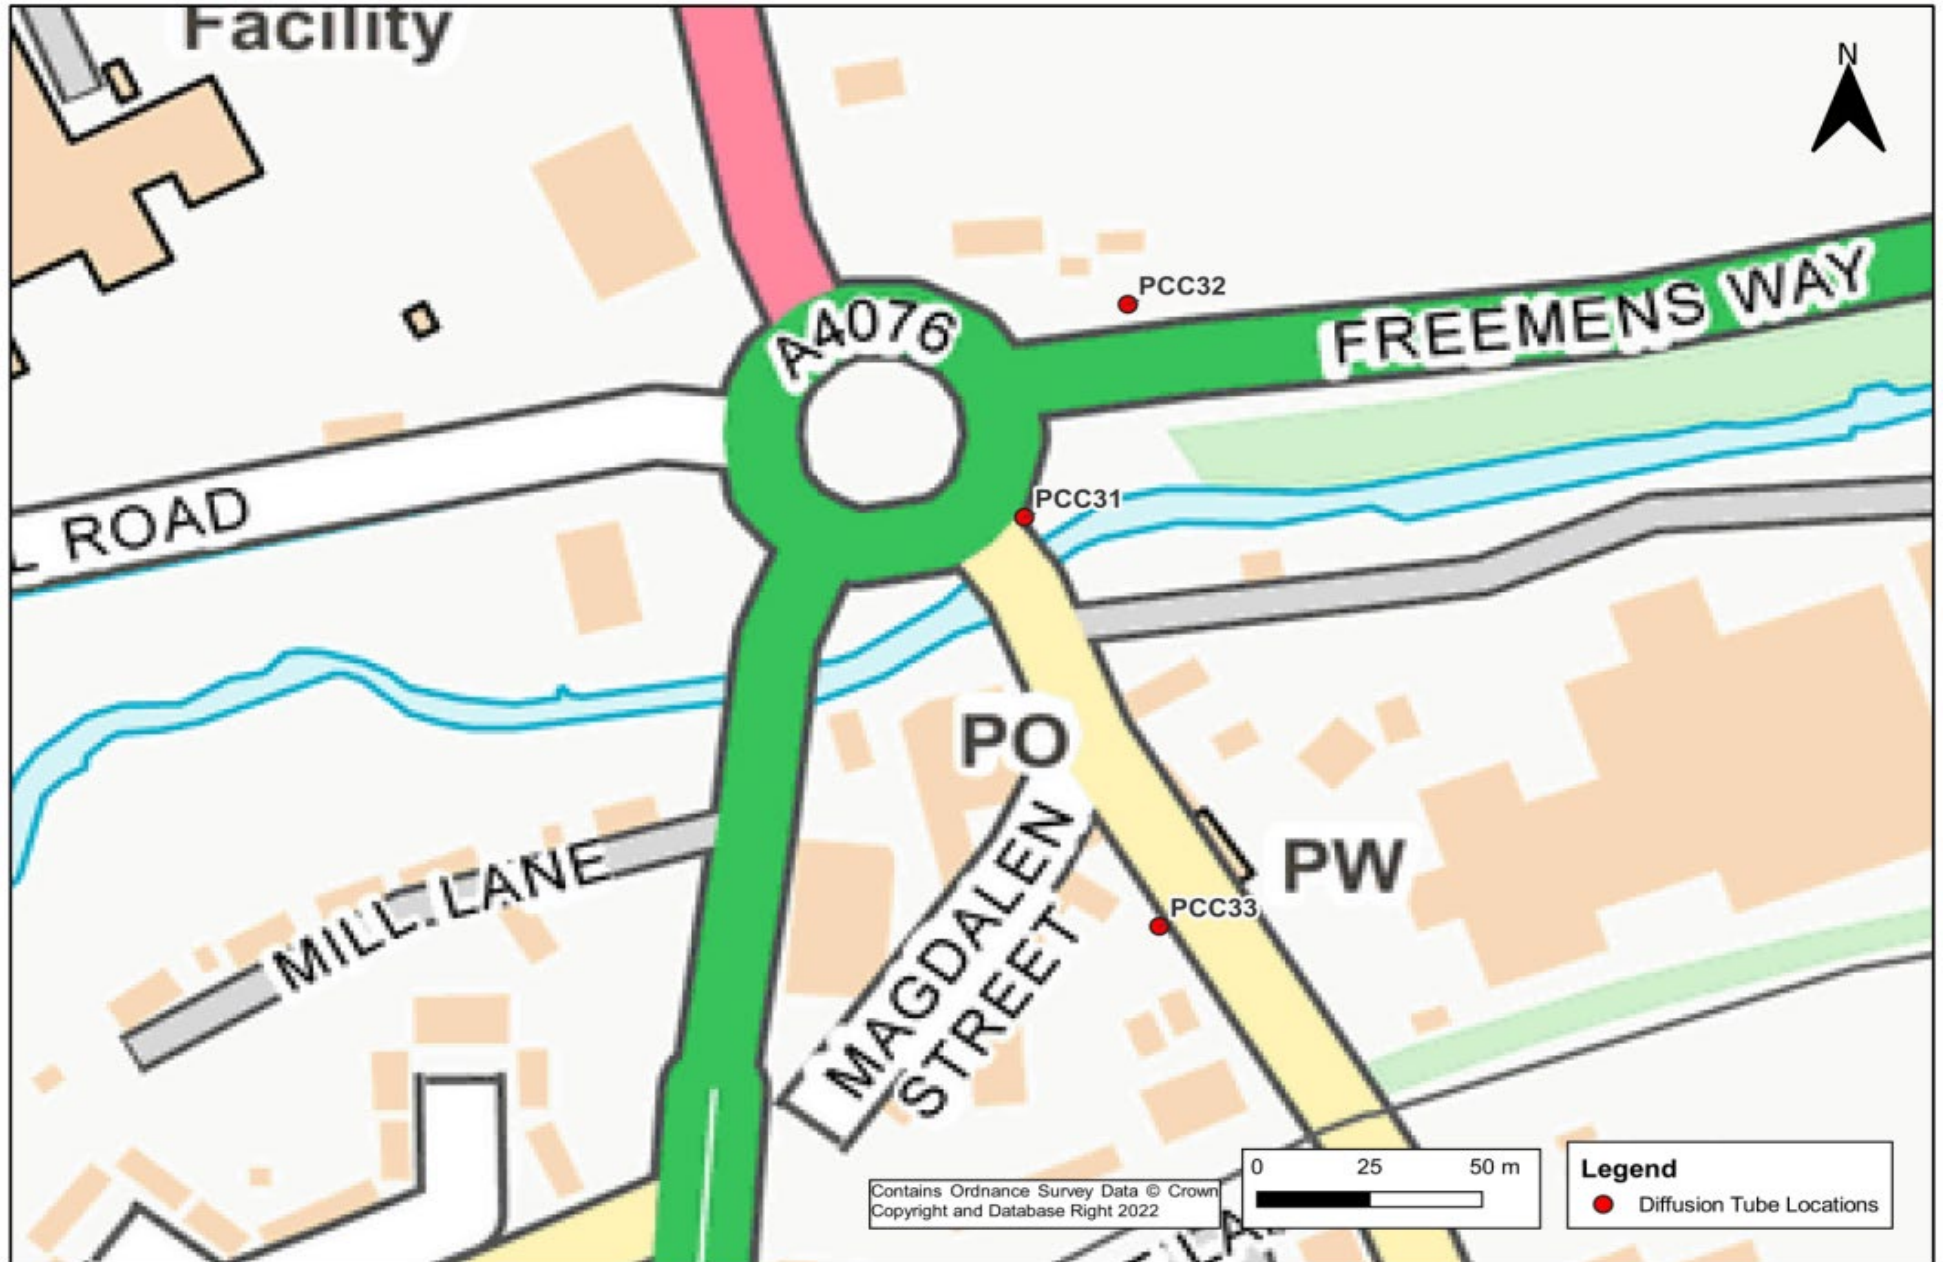 Facility
N
PCC32
A4076
FREEMENS WAY
PCC31
ROAD
PO
MILL LANE
MAGDALEN
STREET
PW
PCC33
0 25 50 m
Legend
Diffusion Tube Locations
Contains Ordnance Survey Data © Crown
Copyright and Database Right 2022